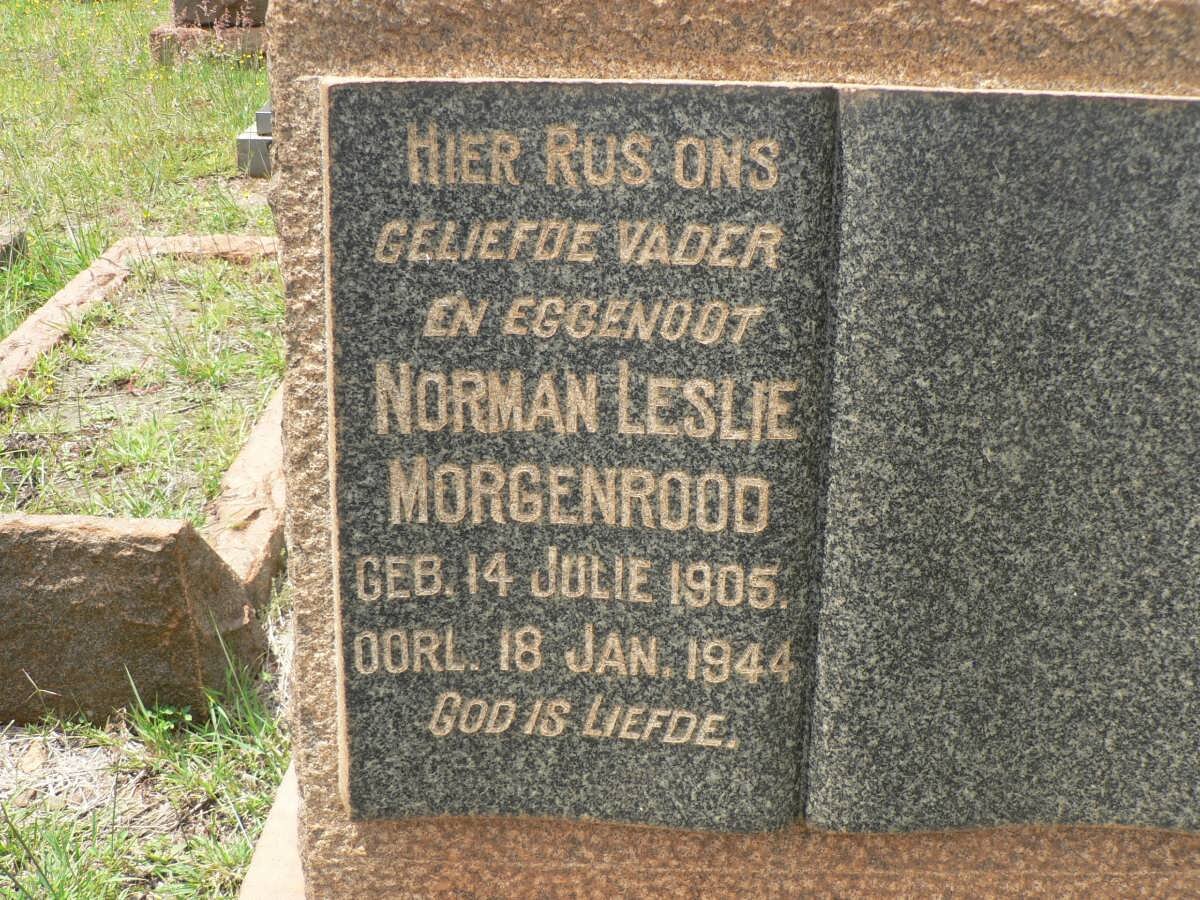 HIER RUS ONS
GELIEFDE VADER
EN EGGENOOT
NORMAN LESLIE
MORGENROOD
GEB. 14 JULIE 1905.
OORL. 18 JAN. 1944
GOD IS LIEFDE.